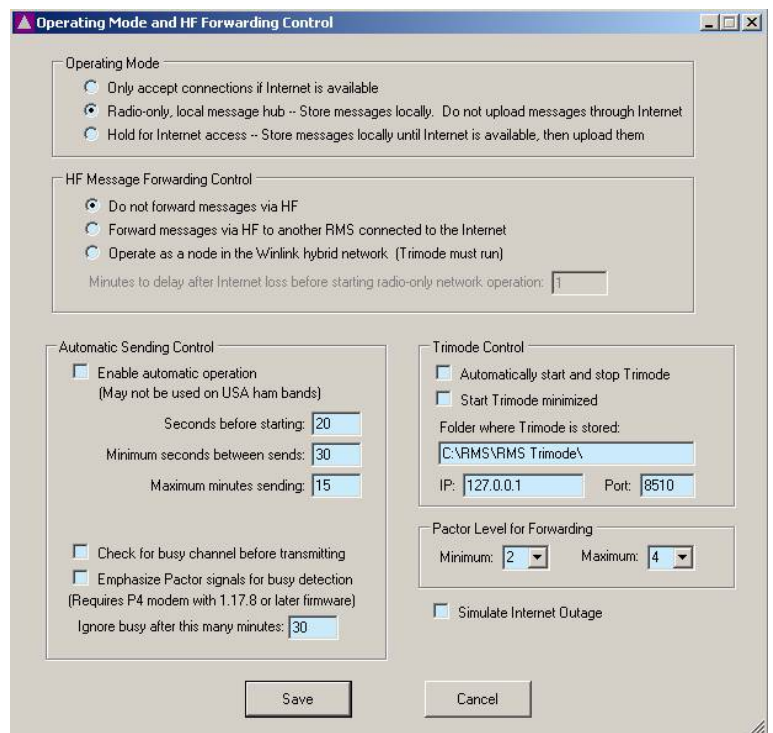 Operating Mode and HF Forwarding Control
Operating Mode
Only accept connections if Internet is available
Radio-only, local message hub -- Store messages locally. Do not upload messages through Internet
Hold for Internet access -- Store messages locally until Internet is available, then upload them
HF Message Forwarding Control
Do not forward messages via HF
Forward messages via HF to another RMS connected to the Internet
Operate as a node in the Winlink hybrid network (Trimode must run)
Minutes to delay after Internet loss before starting radio-only network operation: 1
Automatic Sending Control
Enable automatic operation
(May not be used on USA ham bands)
Seconds before starting: 20
Minimum seconds between sends: 30
Maximum minutes sending: 15
Check for busy channel before transmitting
Emphasize Pactor signals for busy detection
(Requires P4 modem with 1.17.8 or later firmware)
Ignore busy after this many minutes: 30
Trimode Control
Automatically start and stop Trimode
Start Trimode minimized
Folder where Trimode is stored:
C:\RMS\RMS Trimode\
IP: 127.0.0.1 Port: 8510
Pactor Level for Forwarding
Minimum: 2 Maximum: 4
Simulate Internet Outage
Save Cancel